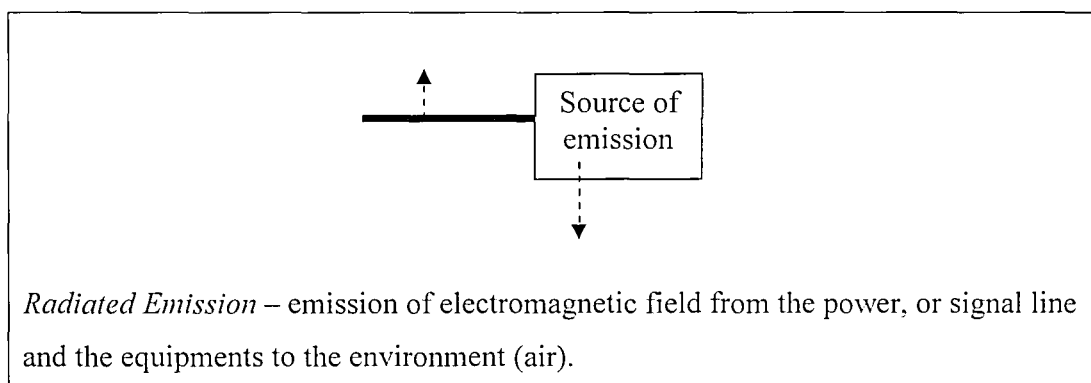 Source of
emission
Radiated Emission – emission of electromagnetic field from the power, or signal line
and the equipments to the environment (air).